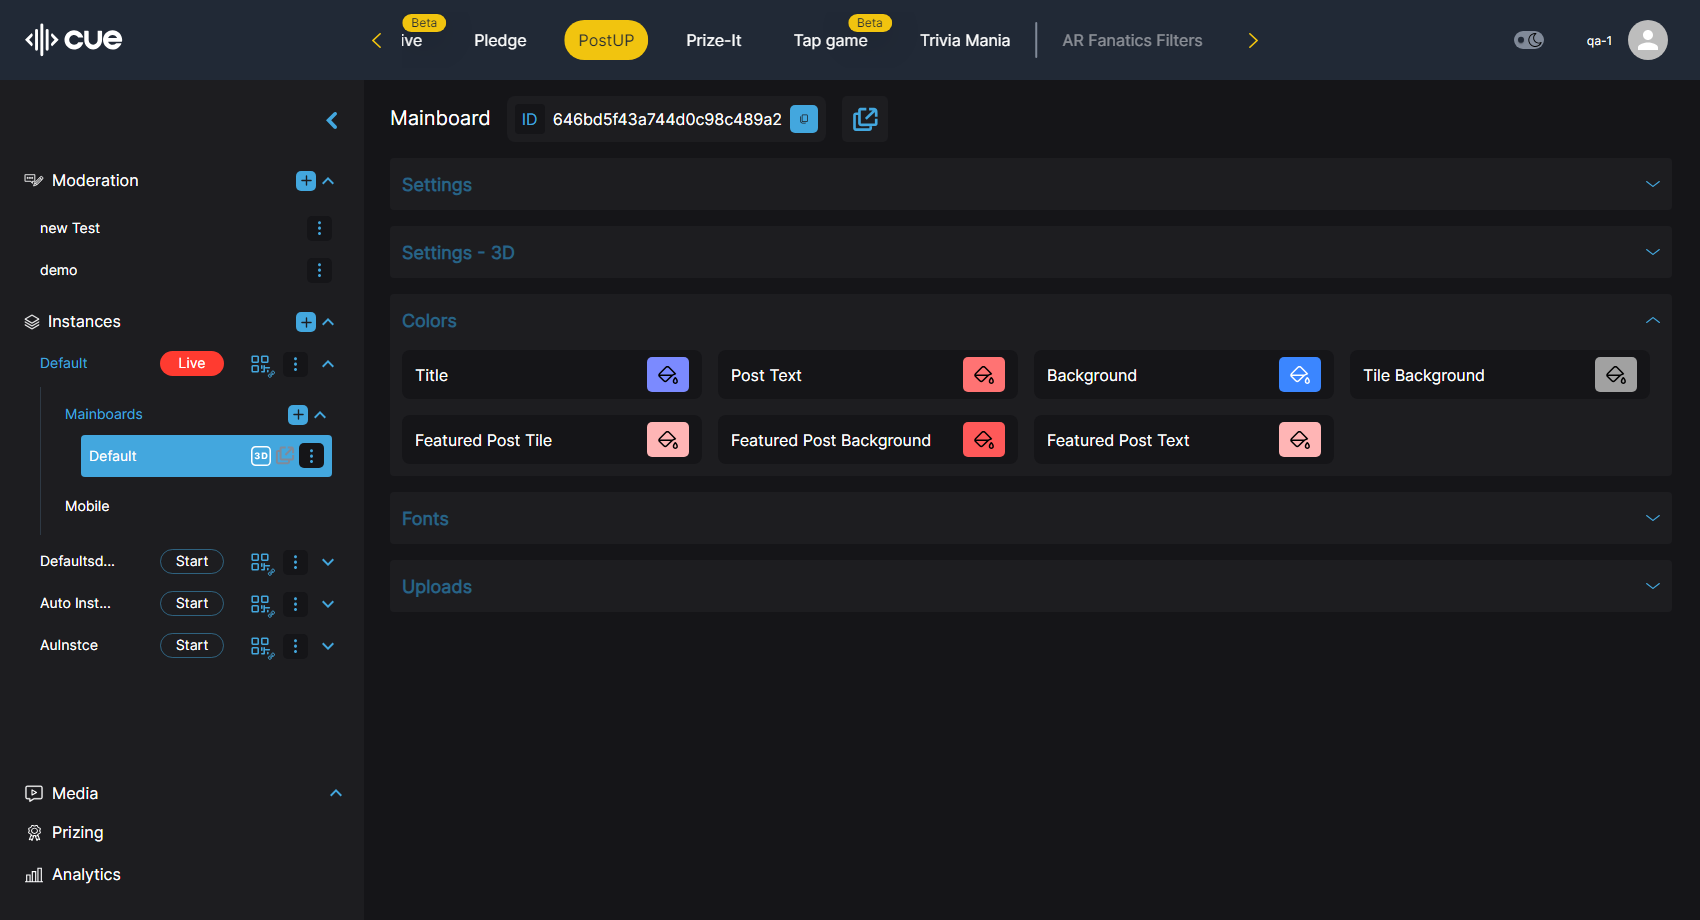 cue
Beta
ive
Pledge
PostUP
Prize-It
Beta
Tap game
Trivia Mania
AR Fanatics Filters
qa-1
Mainboard
ID 646bd5f43a744d0c98c489a2
Moderation
new Test
demo
Instances
Default
Live
Mainboards
Default
3D
Mobile
Defaultsd...
Start
Auto Inst...
Start
AuInstce
Start
Media
Prizing
Analytics
Settings
Settings - 3D
Colors
Title
Post Text
Background
Tile Background
Featured Post Tile
Featured Post Background
Featured Post Text
Fonts
Uploads